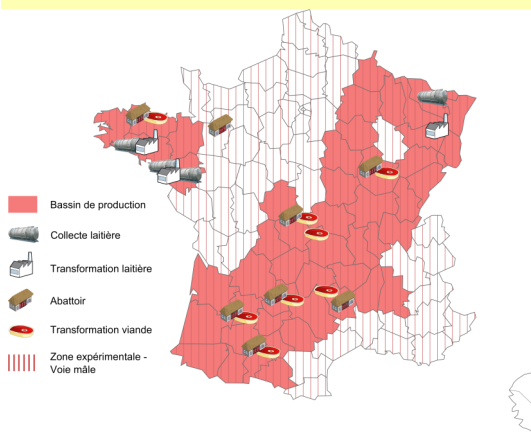 Bassin de production
Collecte laitière
Transformation laitière
Abattoir
Transformation viande
Zone expérimentale -
Voie mâle